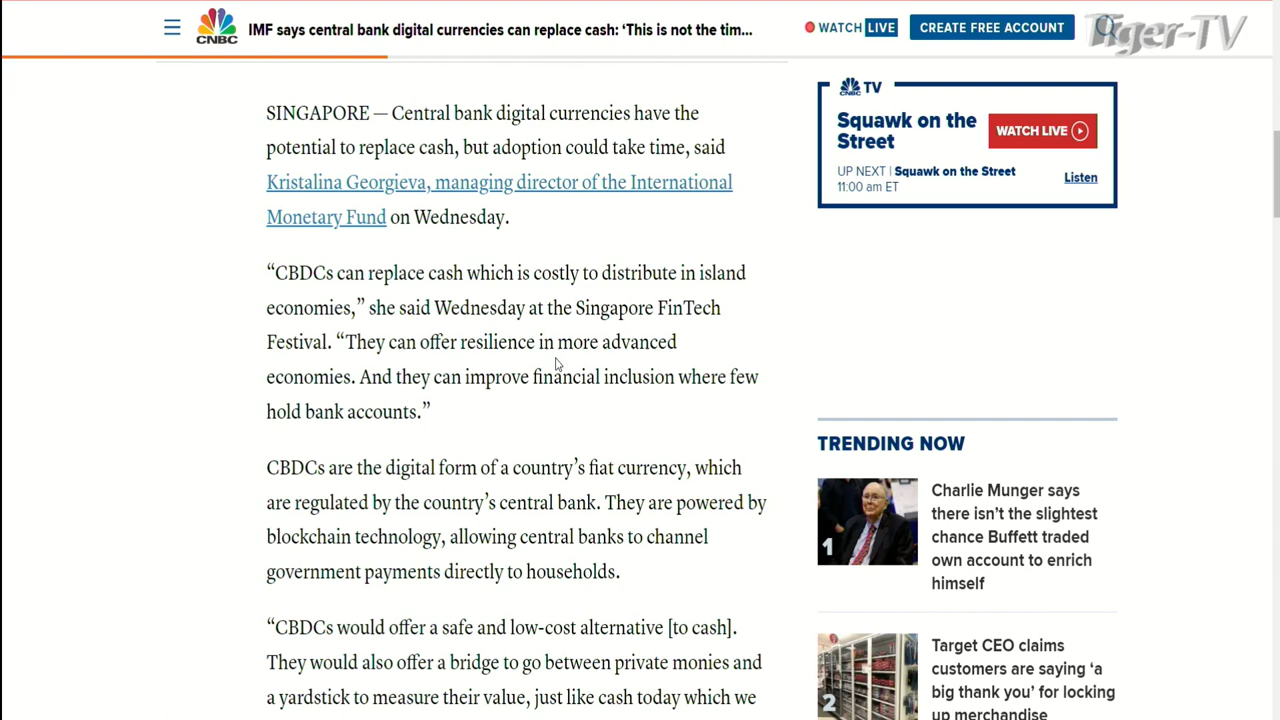 CNBC
IMF says central bank digital currencies can replace cash: ‘This is not the tim...
WATCH LIVE
CREATE FREE ACCOUNT
Tiger-TV
SINGAPORE — Central bank digital currencies have the
potential to replace cash, but adoption could take time, said
Kristalina Georgieva, managing director of the International
Monetary Fund on Wednesday.
“CBDCs can replace cash which is costly to distribute in island
economies,” she said Wednesday at the Singapore FinTech
Festival. “They can offer resilience in more advanced
economies. And they can improve financial inclusion where few
hold bank accounts.”
CBDCs are the digital form of a country’s fiat currency, which
are regulated by the country’s central bank. They are powered by
blockchain technology, allowing central banks to channel
government payments directly to households.
“CBDCs would offer a safe and low-cost alternative [to cash].
They would also offer a bridge to go between private monies and
a yardstick to measure their value, just like cash today which we
CNBC TV
Squawk on the
Street
WATCH LIVE
UP NEXT | Squawk on the Street
11:00 am ET
Listen
TRENDING NOW
1
Charlie Munger says
there isn’t the slightest
chance Buffett traded
own account to enrich
himself
2
Target CEO claims
customers are saying ‘a
big thank you’ for locking
up merchandise